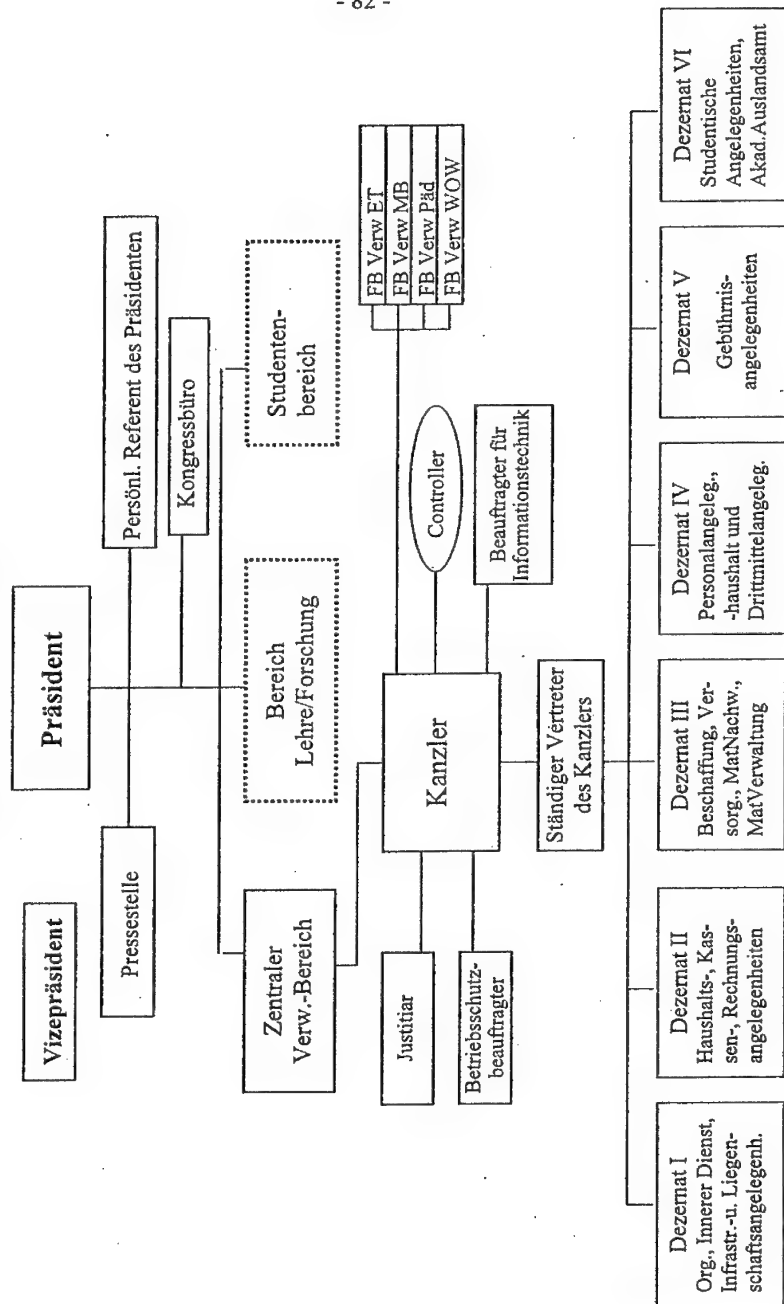 - 82 -
Vizepräsident
Präsident
Pressestelle
Persönl. Referent des Präsidenten
Kongressbüro
Zentraler
Verw.-Bereich
Bereich
Lehre/Forschung
Studenten-
bereich
Justitiar
Betriebsschutz-
beauftragter
Kanzler
Controller
Beauftragter für
Informationstechnik
FB Verw ET
FB Verw MB
FB Verw Päd
FB Verw WOW
Ständiger Vertreter
des Kanzlers
Dezernat I
Org., Innerer Dienst,
Infrastr.-u. Liegen-
schaftsangelegenh.
Dezernat II
Haushalts-, Kas-
sen-, Rechnungs-
angelegenheiten
Dezernat III
Beschaffung, Ver-
sorg., MatNachw.,
MatVerwaltung
Dezernat IV
Personalangeleg.,
-haushalt und
Drittmittelangeleg.
Dezernat V
Gebührnis-
angelegenheiten
Dezernat VI
Studentische
Angelegenheiten,
Akad.Auslandsamt